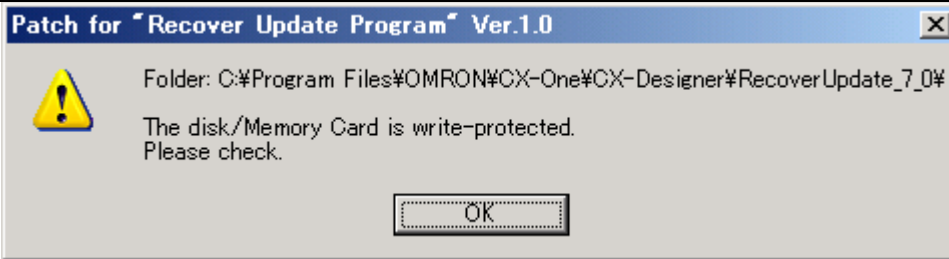 Patch for "Recover Update Program" Ver.1.0
Folder: C:¥Program Files¥OMRON¥CX-One¥CX-Designer¥RecoverUpdate_7_0¥
The disk/Memory Card is write-protected.
Please check.
OK